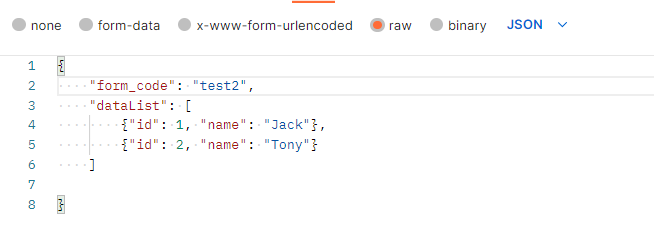 none form-data x-www-form-urlencoded raw binary JSON
1 {
2 "form_code": "test2",
3 "dataList": [
4 {"id": 1, "name": "Jack"},
5 {"id": 2, "name": "Tony"}
6 ]
7
8 }